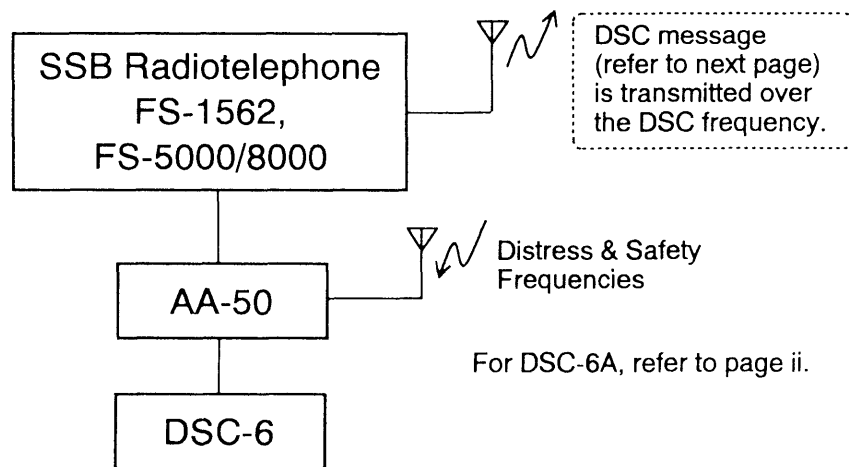 SSB Radiotelephone
FS-1562,
FS-5000/8000
DSC message
(refer to next page)
is transmitted over
the DSC frequency.
AA-50
Distress & Safety
Frequencies
For DSC-6A, refer to page ii.
DSC-6